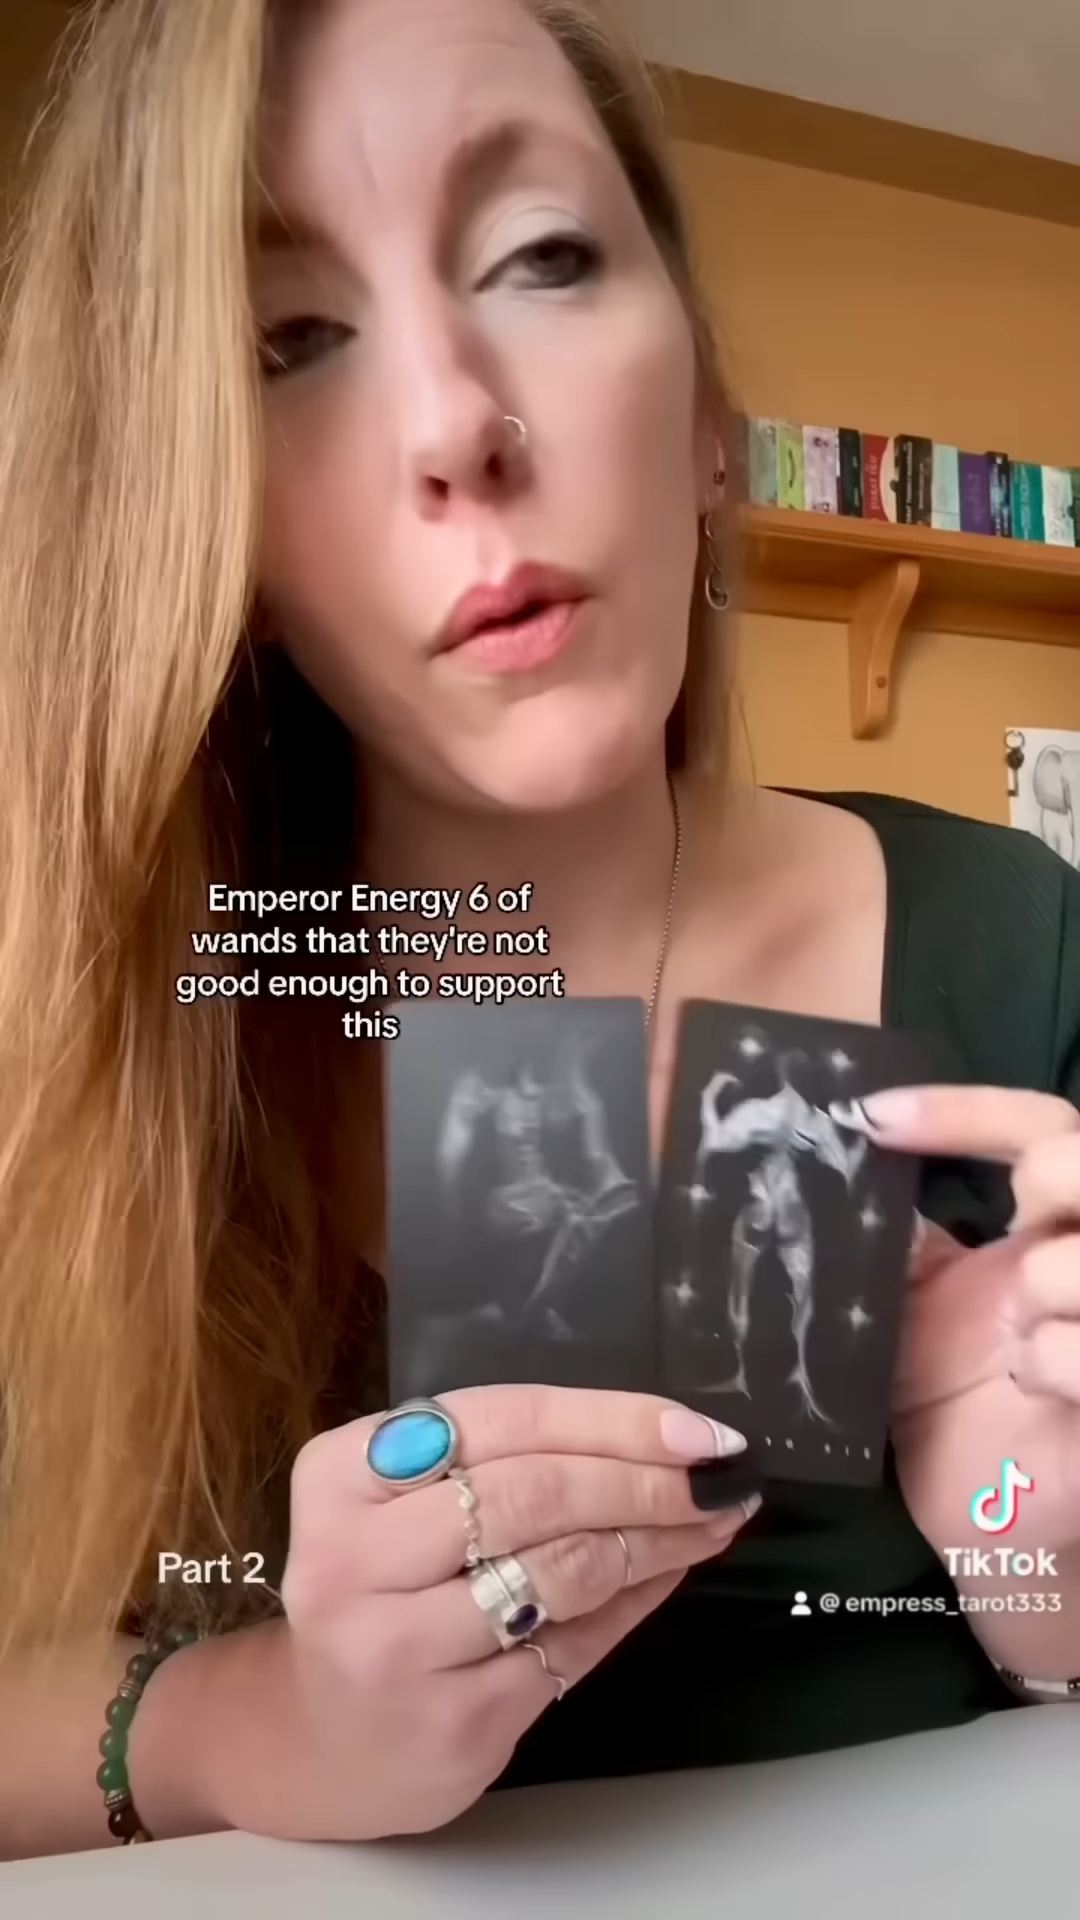 Emperor Energy 6 of
wands that they're not
good enough to support
this
Part 2
TikTok
@ empress_tarot333